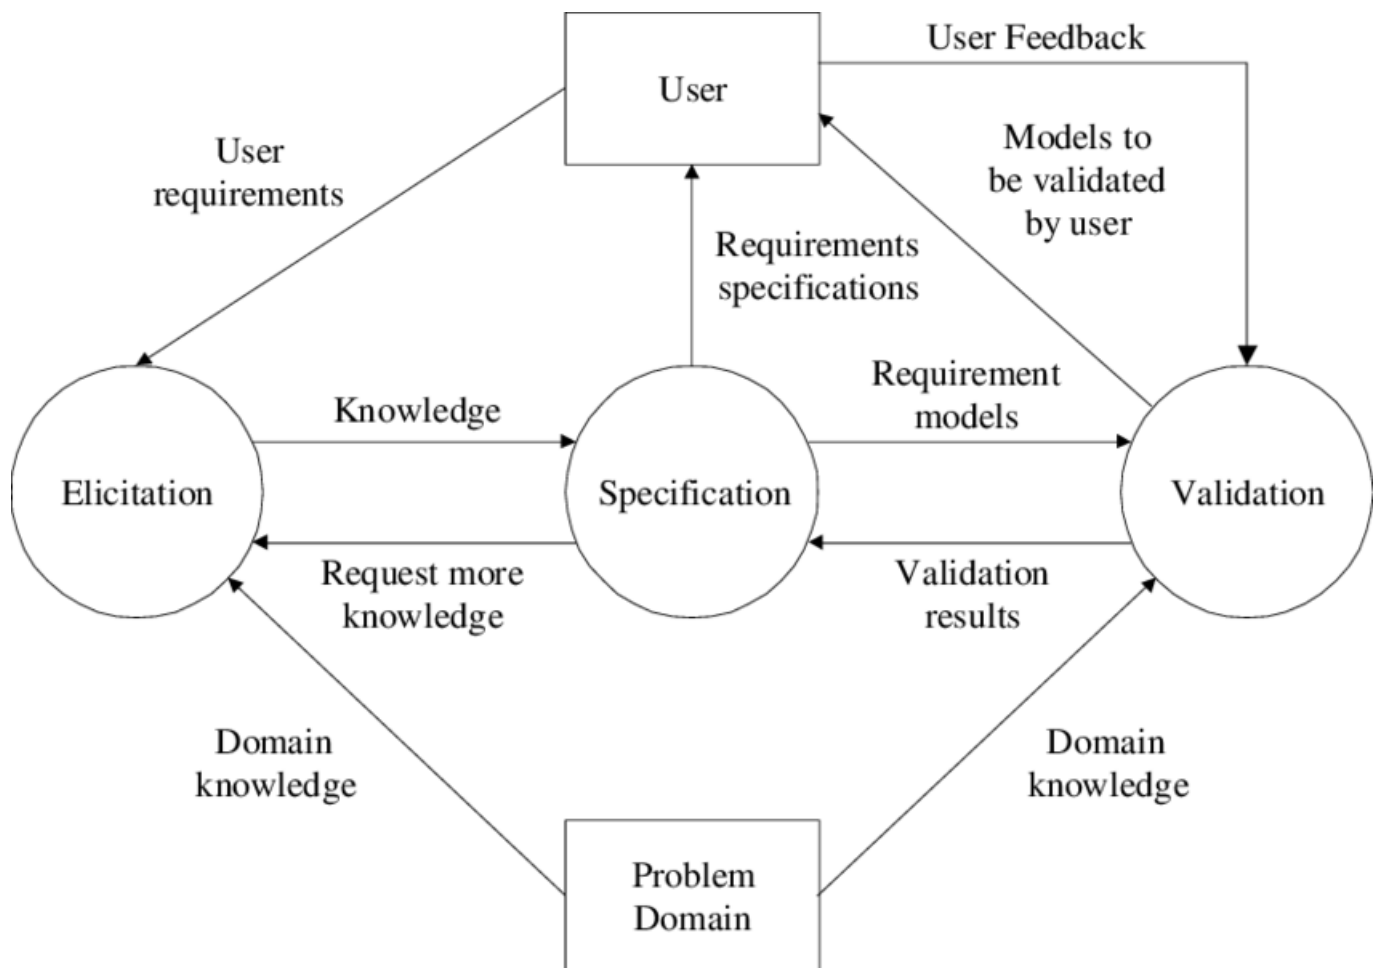 User Feedback
User
Models to
be validated
by user
User
requirements
Requirements
specifications
Requirement
models
Knowledge
Elicitation
Specification
Validation
Request more
knowledge
Validation
results
Domain
knowledge
Domain
knowledge
Problem
Domain